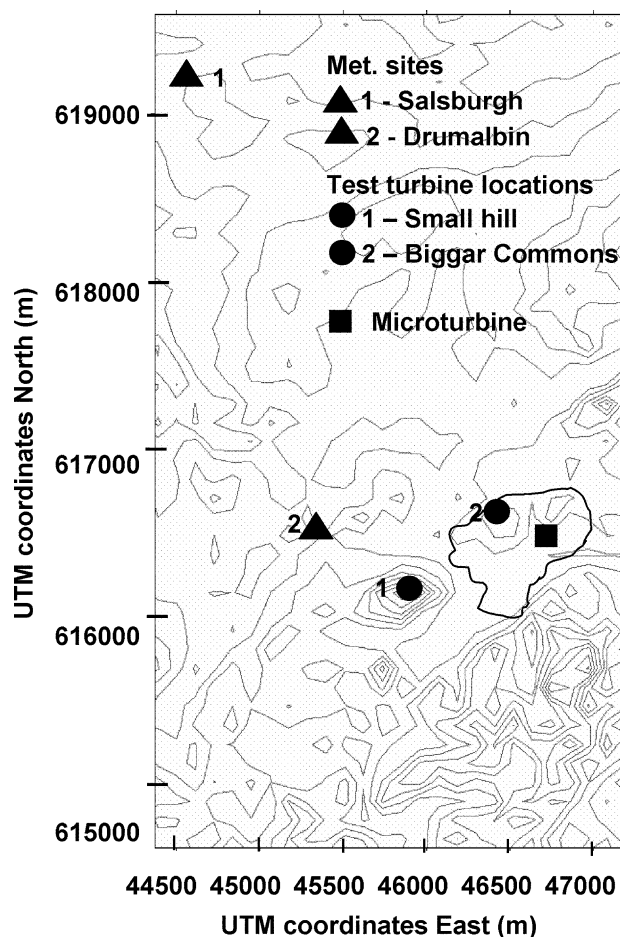 Met. sites
1
1 - Salsburgh
619000
2 - Drumalbin
Test turbine locations
1 – Small hill
2 – Biggar Commons
618000
Microturbine
UTM coordinates North (m)
617000
2
2
1
616000
615000
44500 45000 45500 46000 46500 47000
UTM coordinates East (m)